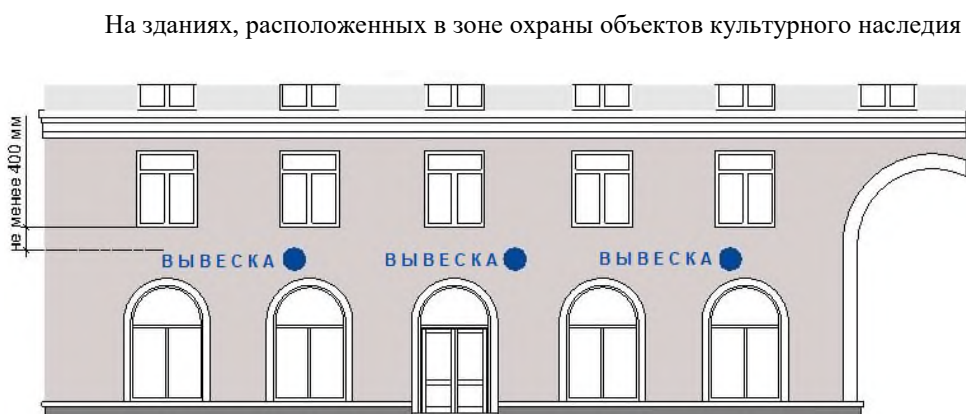 На зданиях, расположенных в зоне охраны объектов культурного наследия
не менее 400 мм
ВЫВЕСКА ВЫВЕСКА ВЫВЕСКА